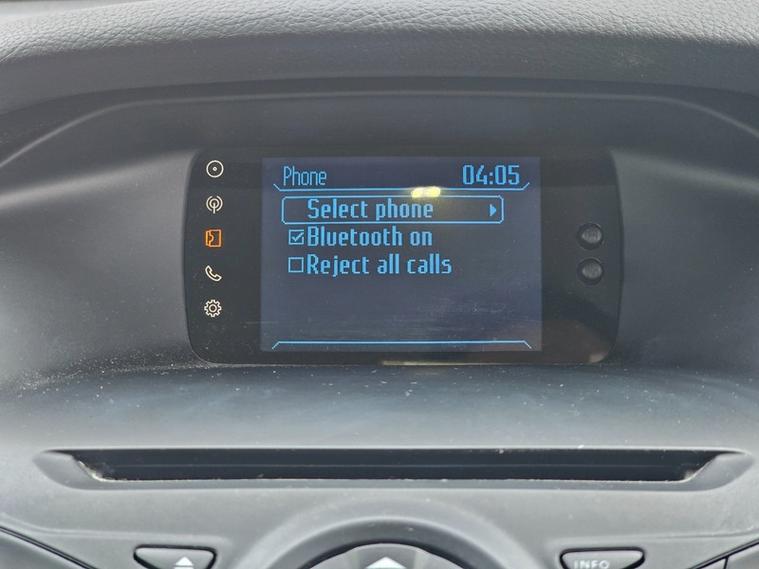 Phone 04:05
Select phone
Bluetooth on
Reject all calls
INFO